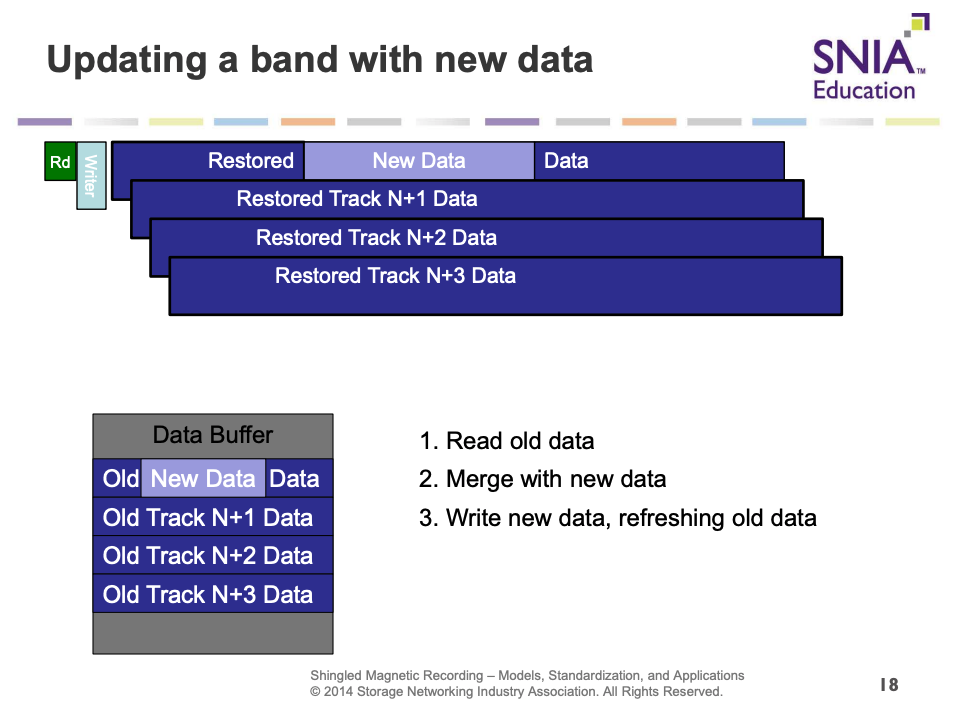 Updating a band with new data
SNIA™
Education
Rd
Writer
Restored New Data Data
Restored Track N+1 Data
Restored Track N+2 Data
Restored Track N+3 Data
Data Buffer
Old New Data Data
Old Track N+1 Data
Old Track N+2 Data
Old Track N+3 Data
1. Read old data
2. Merge with new data
3. Write new data, refreshing old data
Shingled Magnetic Recording – Models, Standardization, and Applications
© 2014 Storage Networking Industry Association. All Rights Reserved.
18